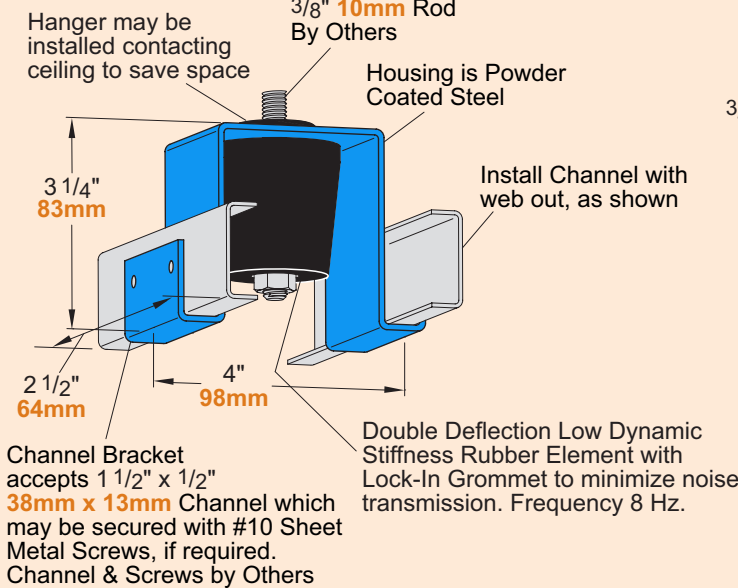 Hanger may be
installed contacting
ceiling to save space
3/8" 10mm Rod
By Others
Housing is Powder
Coated Steel
3
Install Channel with
web out, as shown
3 1/4"
83mm
2 1/2"
64mm
4"
98mm
Channel Bracket
accepts 1 1/2" x 1/2"
38mm x 13mm Channel which
may be secured with #10 Sheet
Metal Screws, if required.
Channel & Screws by Others
Double Deflection Low Dynamic
Stiffness Rubber Element with
Lock-In Grommet to minimize noise
transmission. Frequency 8 Hz.